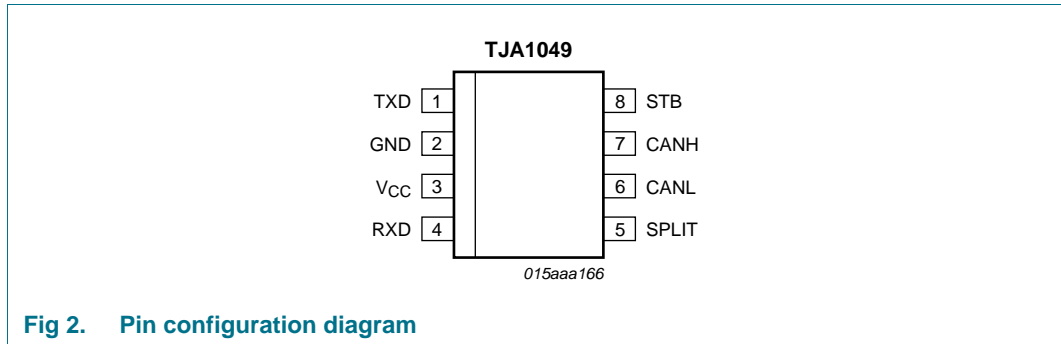 TJA1049
TXD 1
GND 2
VCC 3
RXD 4
8 STB
7 CANH
6 CANL
5 SPLIT
015aaa166
Fig 2. Pin configuration diagram